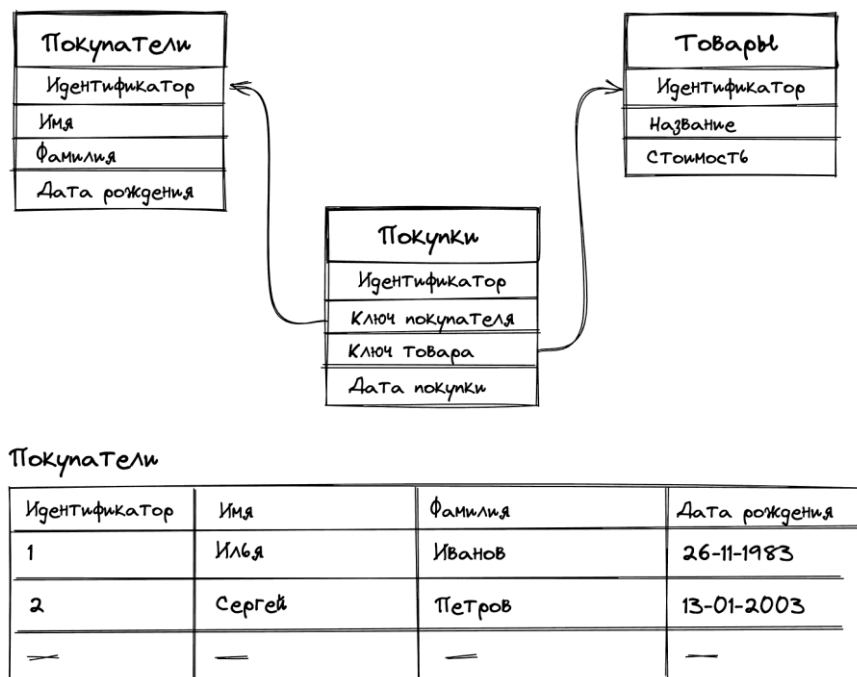 Покупатели
Идентификатор
Имя
Фамилия
Дата рождения
Товары
Идентификатор
Название
Стоимость
Покупки
Идентификатор
Ключ покупателя
Ключ товара
Дата покупки
Покупатели
Идентификатор Имя Фамилия Дата рождения
1 Илья Иванов 26-11-1983
2 Сергей Петров 13-01-2003
— — — —